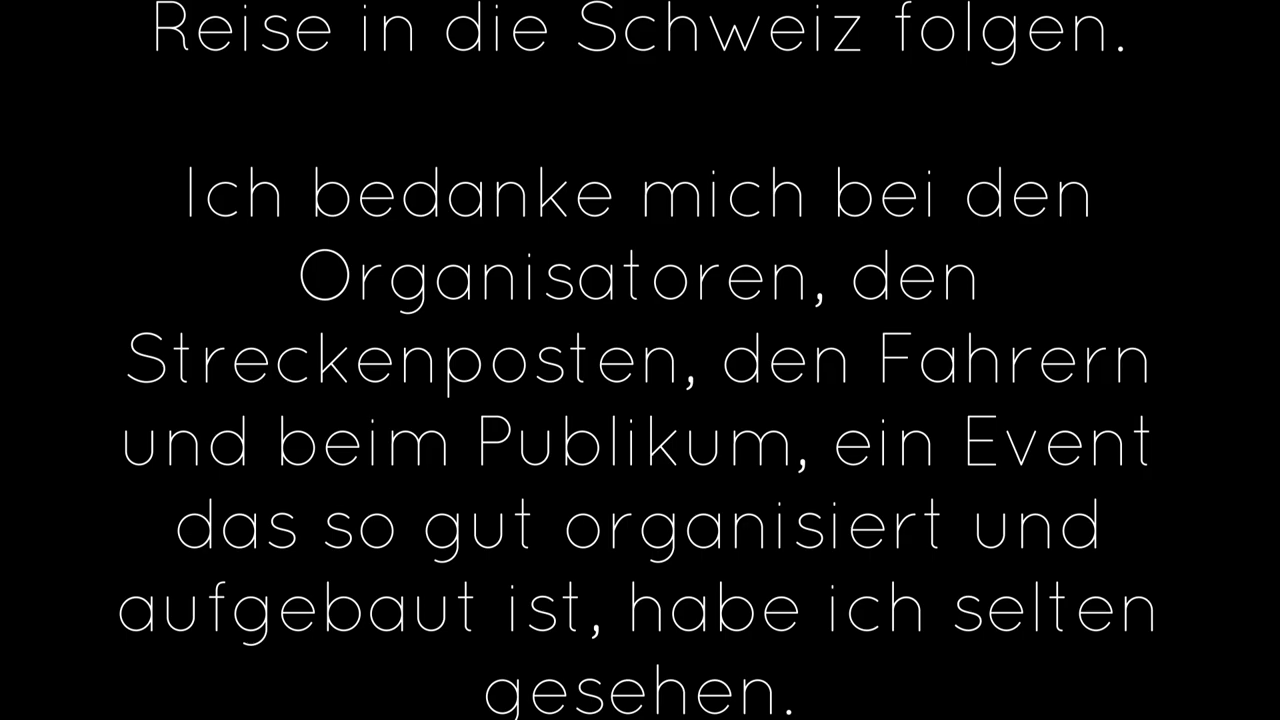 Reise in die Schweiz folgen.
Ich bedanke mich bei den
Organisatoren, den
Streckenposten, den Fahrern
und beim Publikum, ein Event
das so gut organisiert und
aufgebaut ist, habe ich selten
gesehen.